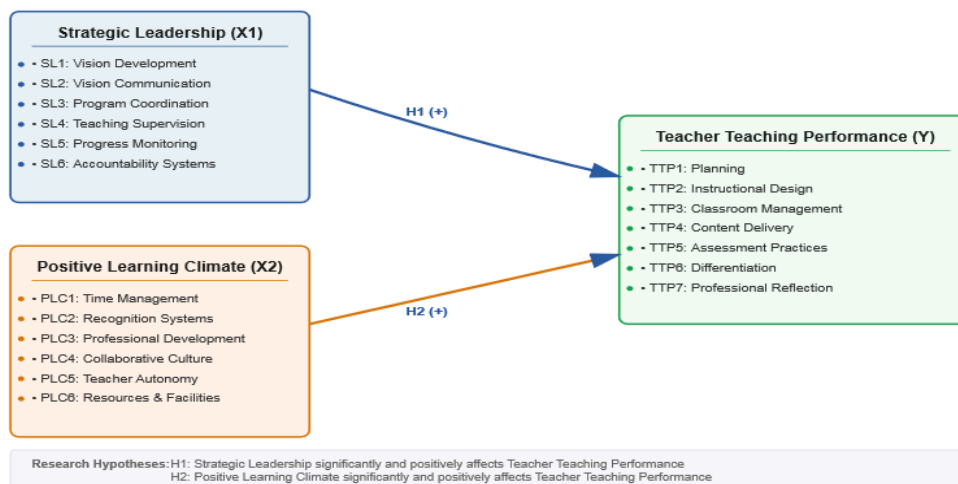 Strategic Leadership (X1)
- SL1: Vision Development
- SL2: Vision Communication
- SL3: Program Coordination
- SL4: Teaching Supervision
- SL5: Progress Monitoring
- SL6: Accountability Systems
H1 (+)
Positive Learning Climate (X2)
- PLC1: Time Management
- PLC2: Recognition Systems
- PLC3: Professional Development
- PLC4: Collaborative Culture
- PLC5: Teacher Autonomy
- PLC6: Resources & Facilities
H2 (+)
Teacher Teaching Performance (Y)
- TTP1: Planning
- TTP2: Instructional Design
- TTP3: Classroom Management
- TTP4: Content Delivery
- TTP5: Assessment Practices
- TTP6: Differentiation
- TTP7: Professional Reflection
Research Hypotheses: H1: Strategic Leadership significantly and positively affects Teacher Teaching Performance
H2: Positive Learning Climate significantly and positively affects Teacher Teaching Performance